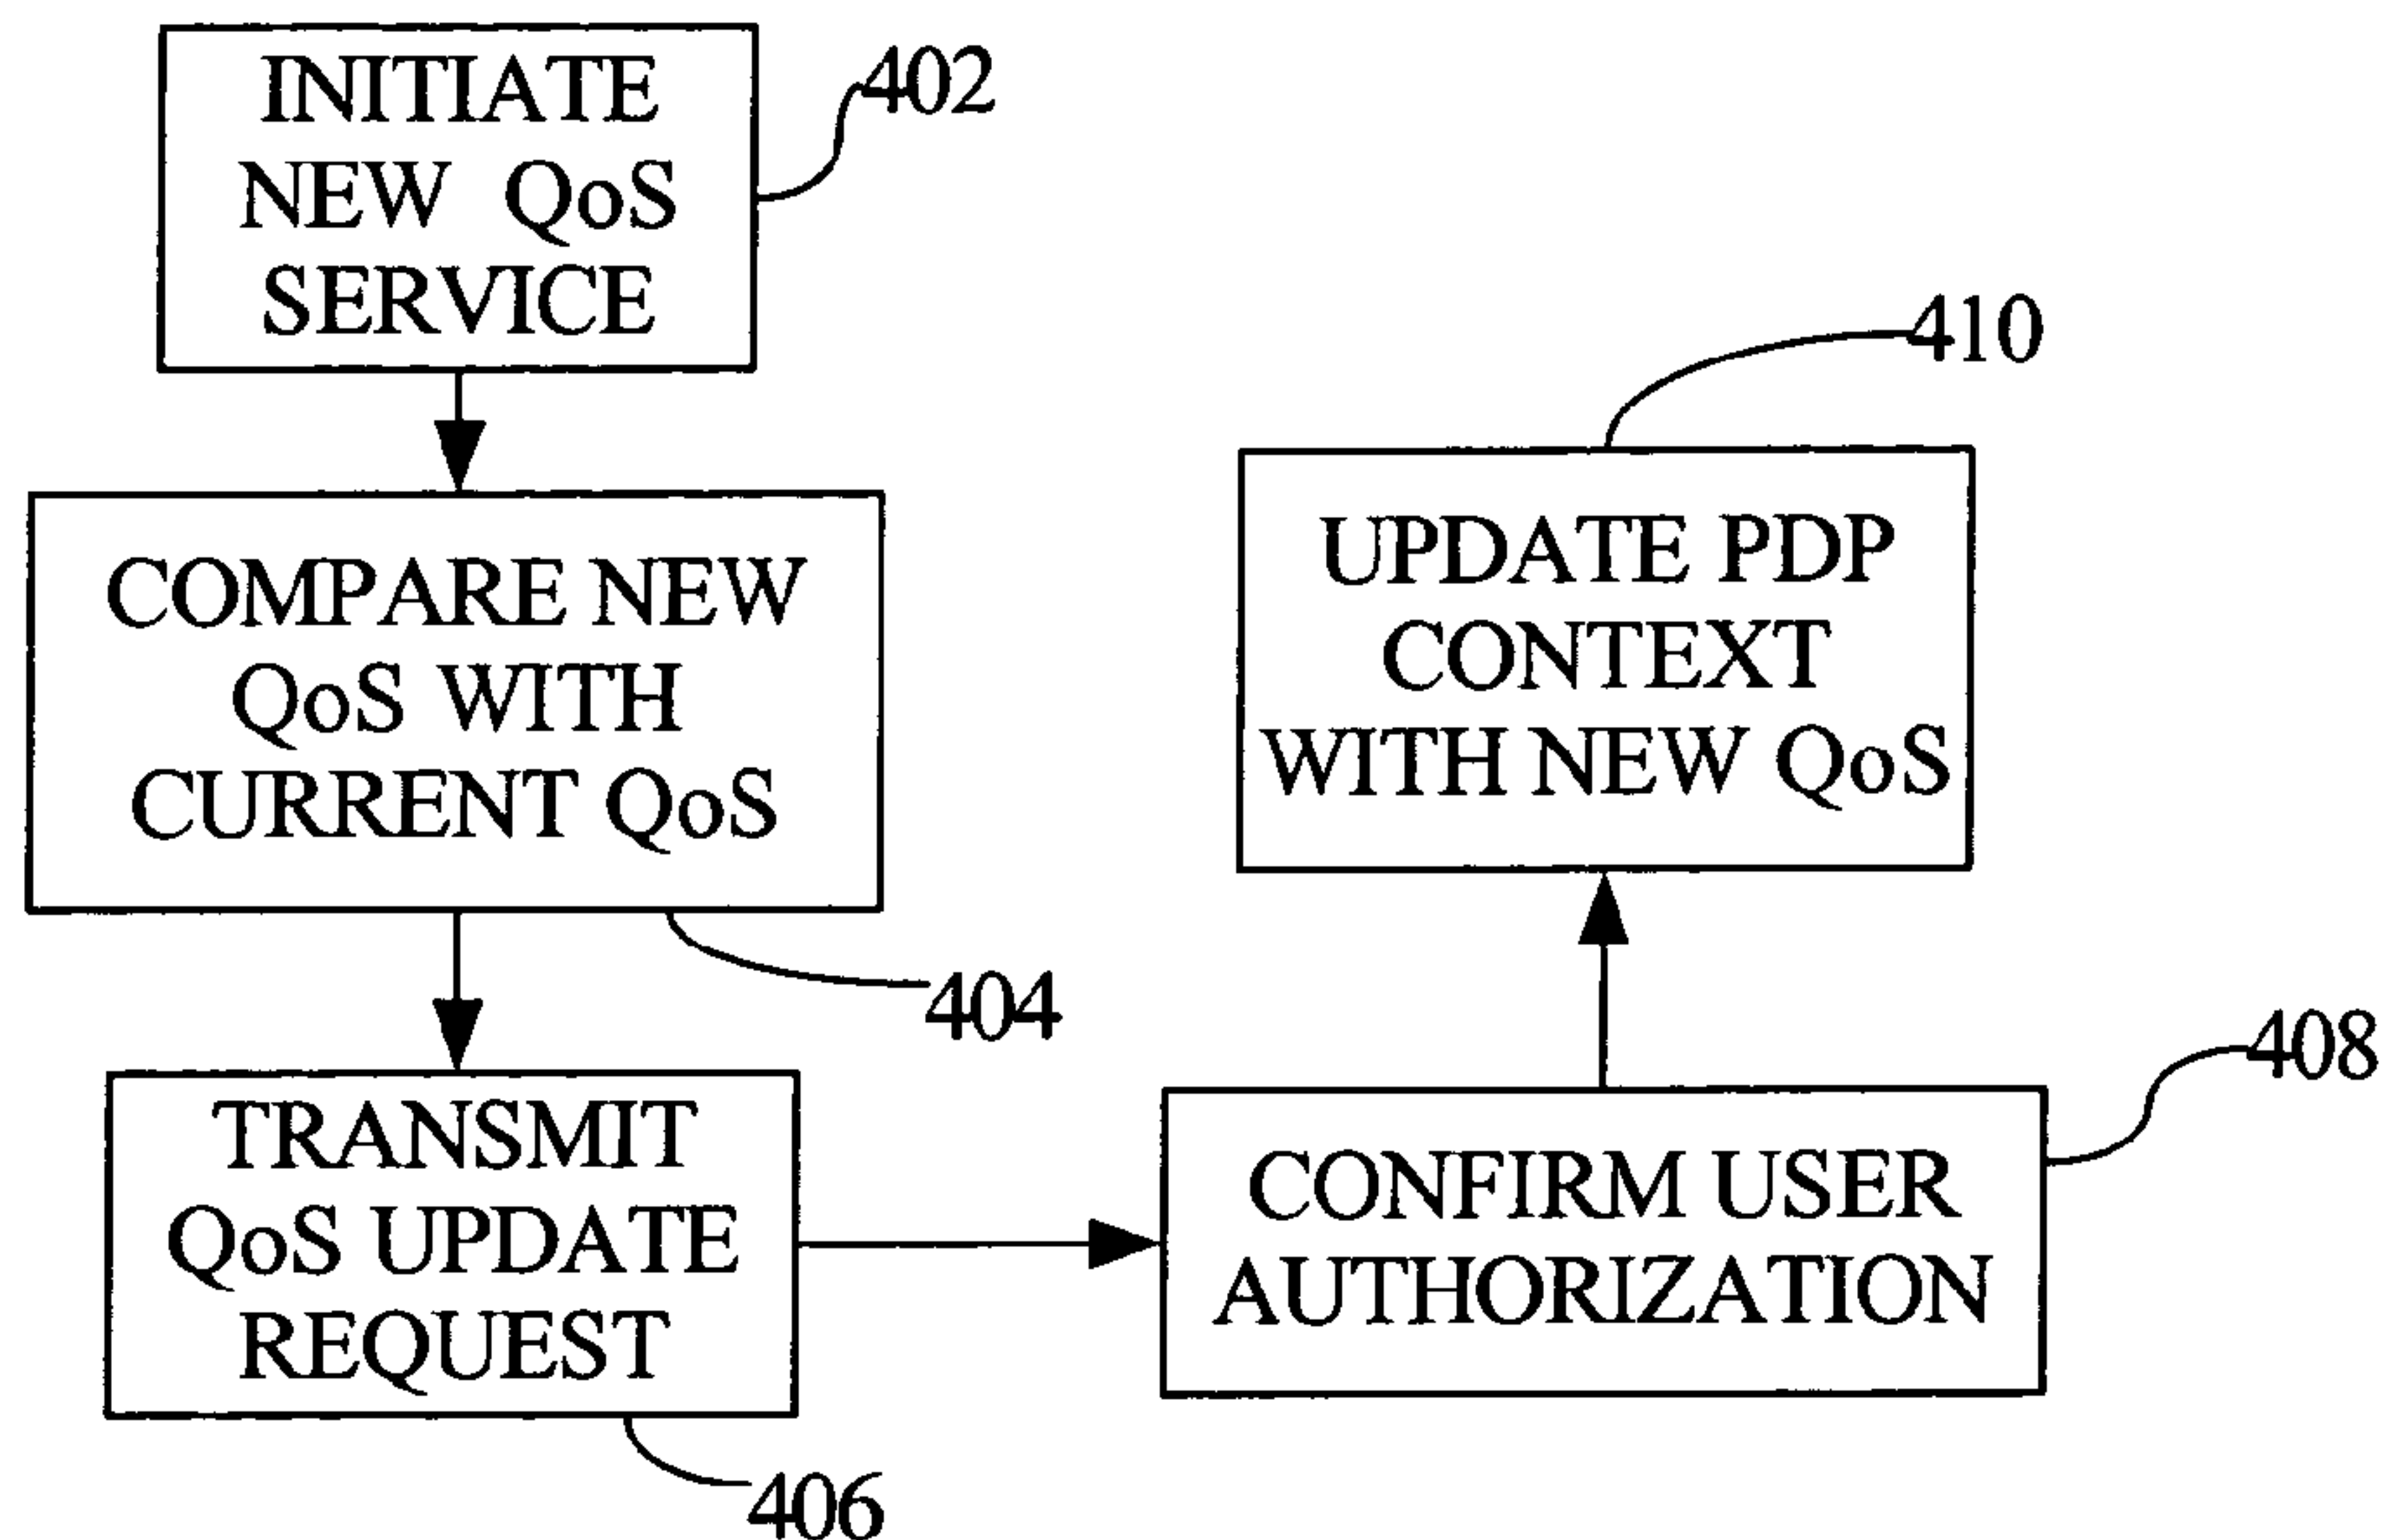 INITIATE
NEW QoS
SERVICE
402
COMPARE NEW
QoS WITH
CURRENT QoS
404
TRANSMIT
QoS UPDATE
REQUEST
406
CONFIRM USER
AUTHORIZATION
408
UPDATE PDP
CONTEXT
WITH NEW QoS
410